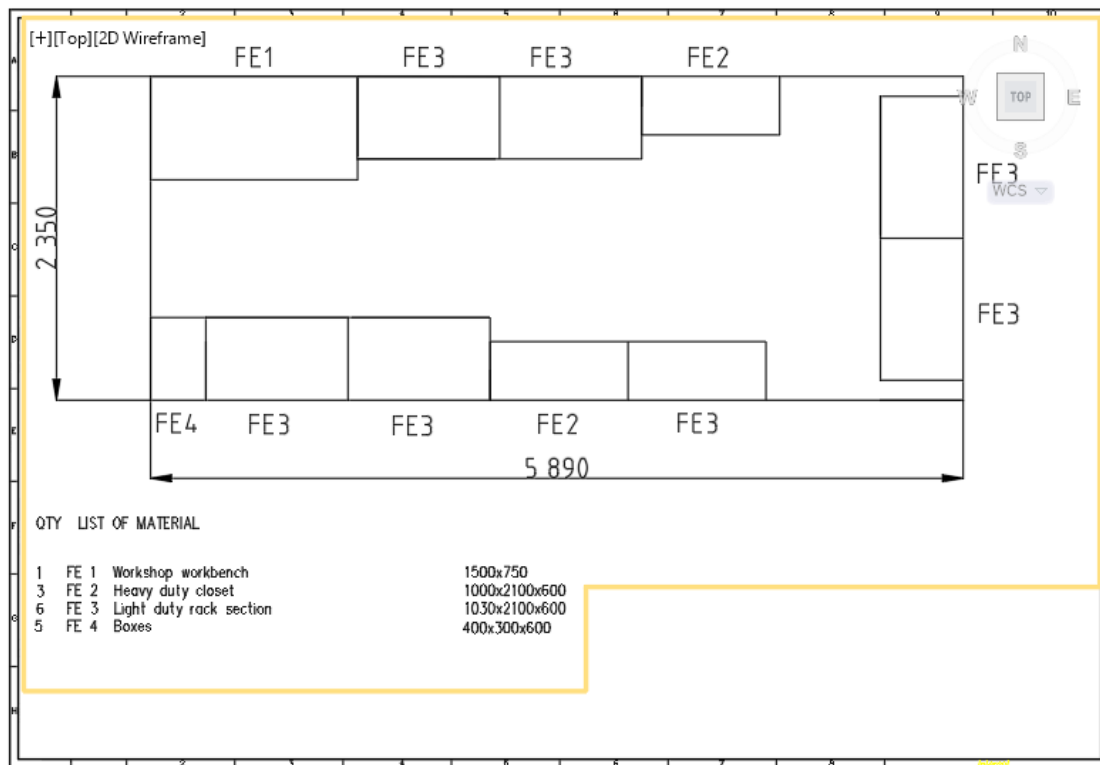 [+][Top][2D Wireframe]
FE1 FE3 FE3 FE2
N
W TOP E
S
WCS
FE3
2 350
FE3
FE4 FE3 FE3 FE2 FE3
5 890
QTY LIST OF MATERIAL
1 FE 1 Workshop workbench 1500x750
3 FE 2 Heavy duty closet 1000x2100x600
6 FE 3 Light duty rack section 1030x2100x600
5 FE 4 Boxes 400x300x600